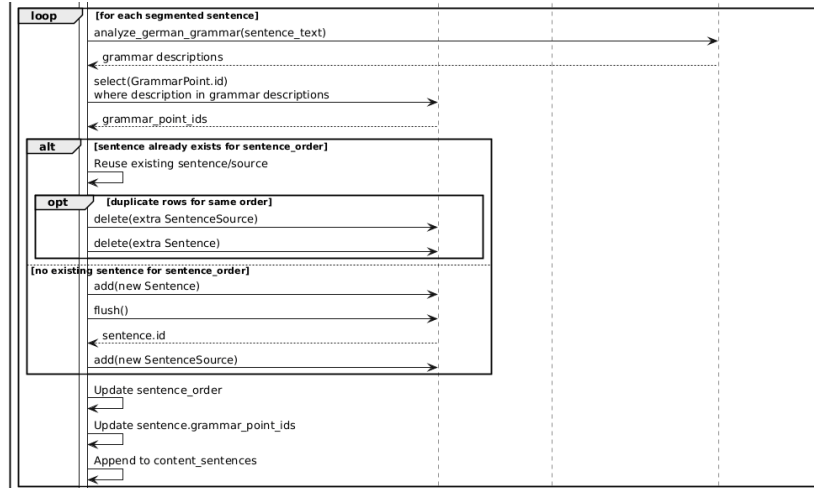 loop [for each segmented sentence]
analyze_german_grammar(sentence_text)
grammar descriptions
select(GrammarPoint.id)
where description in grammar descriptions
grammar_point_ids
alt [sentence already exists for sentence_order]
Reuse existing sentence/source
opt [duplicate rows for same order]
delete(extra SentenceSource)
delete(extra Sentence)
[no existing sentence for sentence_order]
add(new Sentence)
flush()
sentence.id
add(new SentenceSource)
Update sentence_order
Update sentence.grammar_point_ids
Append to content_sentences